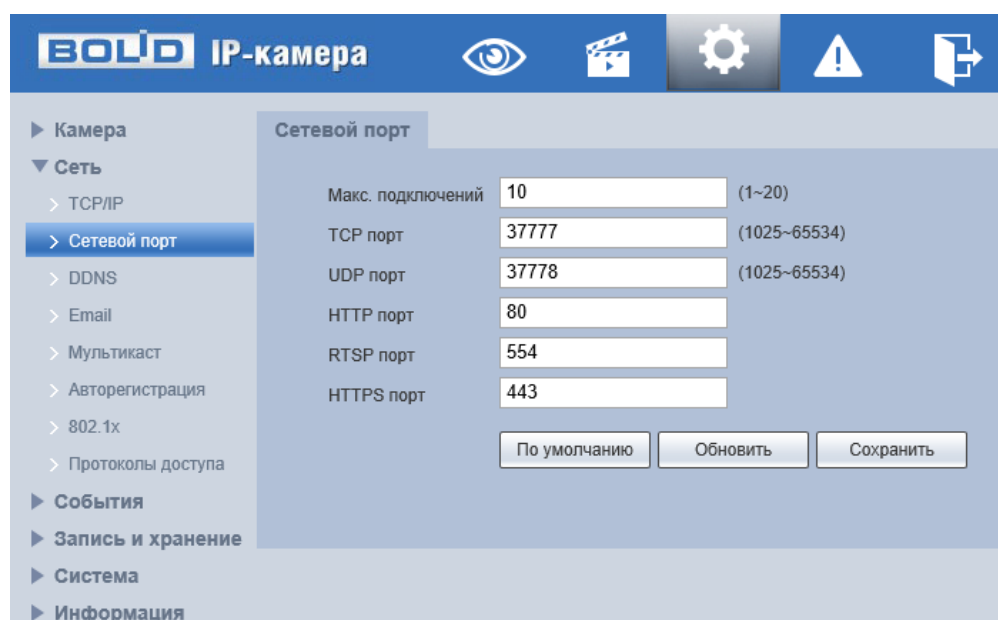 BOLID IP-камера
Камера
Сеть
TCP/IP
Сетевой порт
DDNS
Email
Мультикаст
Авторегистрация
802.1x
Протоколы доступа
События
Запись и хранение
Система
Информация
Сетевой порт
Макс. подключений 10 (1~20)
TCP порт 37777 (1025~65534)
UDP порт 37778 (1025~65534)
HTTP порт 80
RTSP порт 554
HTTPS порт 443
По умолчанию Обновить Сохранить